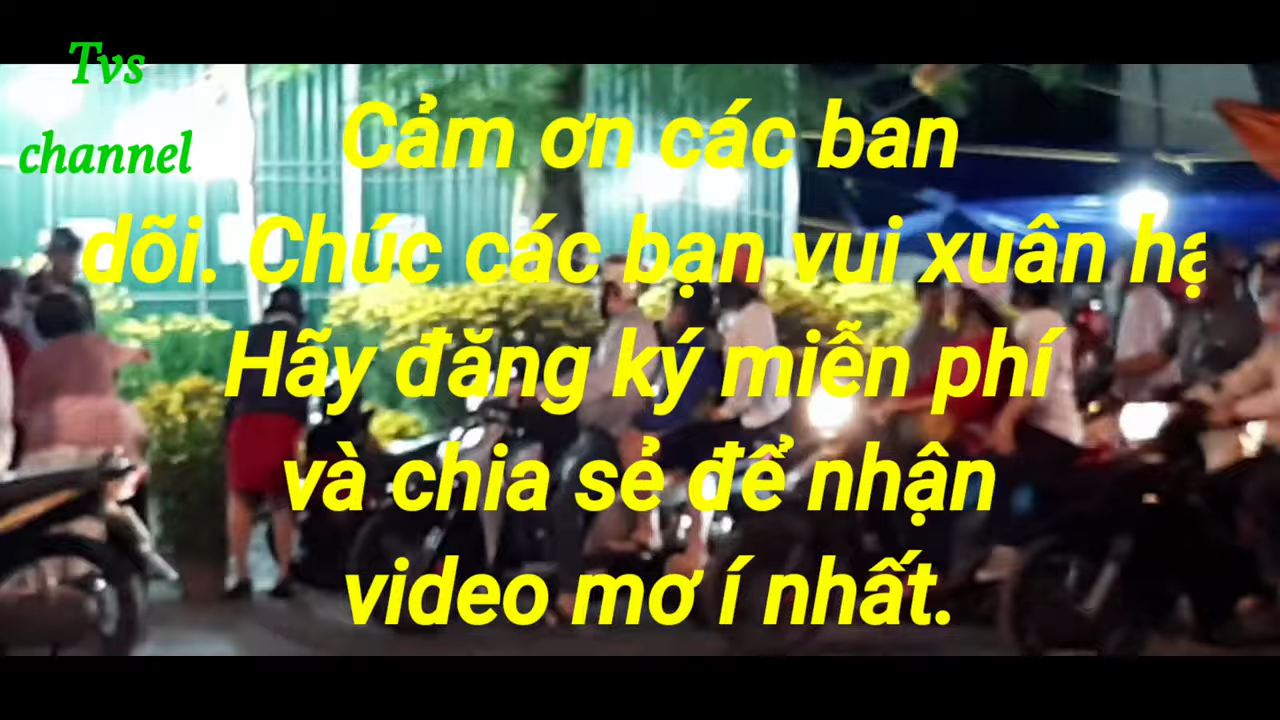 Tvs
channel
Cảm ơn các ban
dõi. Chúc các bạn vui xuân hạ
Hãy đăng ký miễn phí
và chia sẻ để nhận
video mơ í nhất.